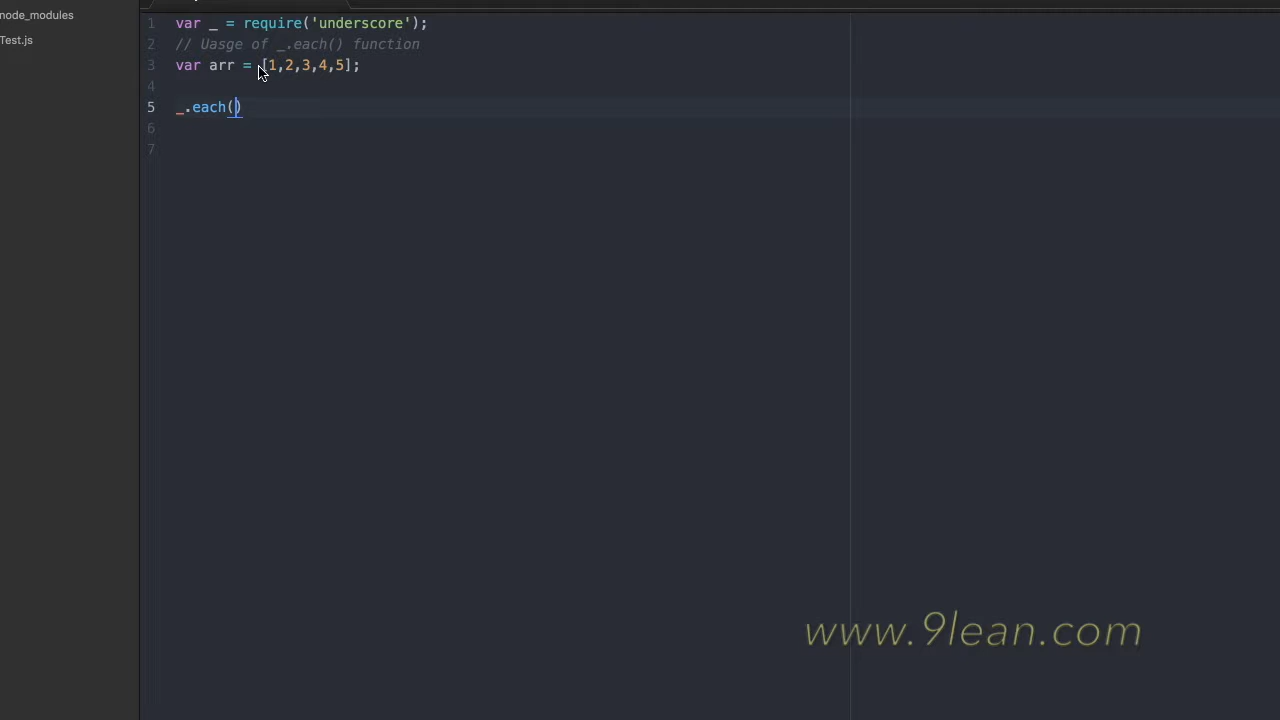 node_modules
Test.js
1 var _ = require('underscore');
2 // Uasge of _.each() function
3 var arr = [1,2,3,4,5];
4
5 _.each()
6
7
www.9lean.com